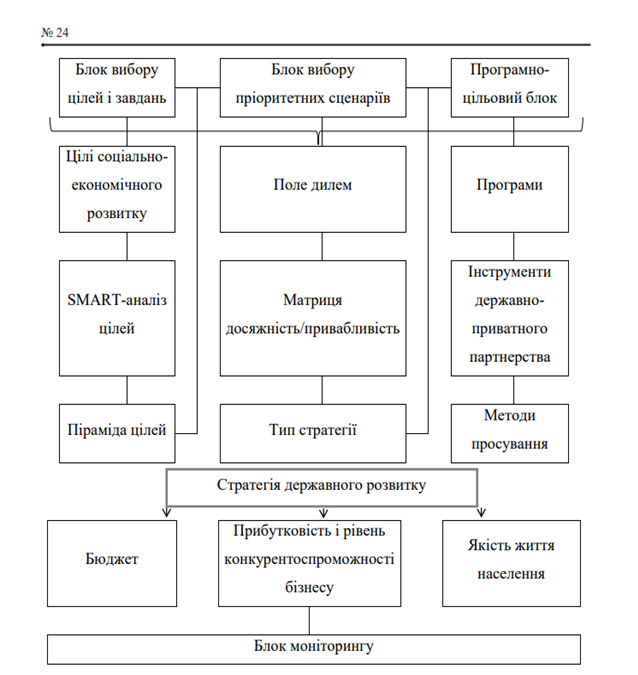 № 24
Блок вибору
цілей і завдань
Блок вибору
пріоритетних сценаріїв
Програмно-
цільовий блок
Цілі соціально-
економічного
розвитку
Поле дилем
Програми
SMART-аналіз
цілей
Матриця
досяжність/привабливість
Інструменти
державно-
приватного
партнерства
Піраміда цілей
Тип стратегії
Методи
просування
Стратегія державного розвитку
Бюджет
Прибутковість і рівень
конкурентоспроможності
бізнесу
Якість життя
населення
Блок моніторингу